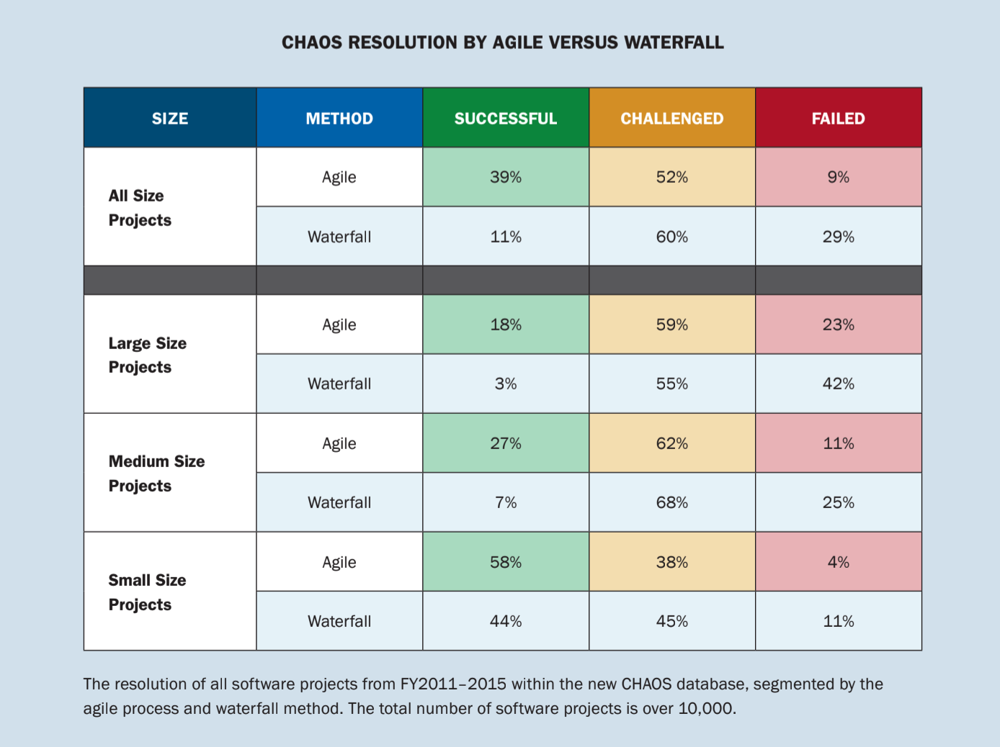 CHAOS RESOLUTION BY AGILE VERSUS WATERFALL
SIZE METHOD SUCCESSFUL CHALLENGED FAILED
All Size
Projects
Agile 39% 52% 9%
Waterfall 11% 60% 29%
Large Size
Projects
Agile 18% 59% 23%
Waterfall 3% 55% 42%
Medium Size
Projects
Agile 27% 62% 11%
Waterfall 7% 68% 25%
Small Size
Projects
Agile 58% 38% 4%
Waterfall 44% 45% 11%
The resolution of all software projects from FY2011–2015 within the new CHAOS database, segmented by the
agile process and waterfall method. The total number of software projects is over 10,000.